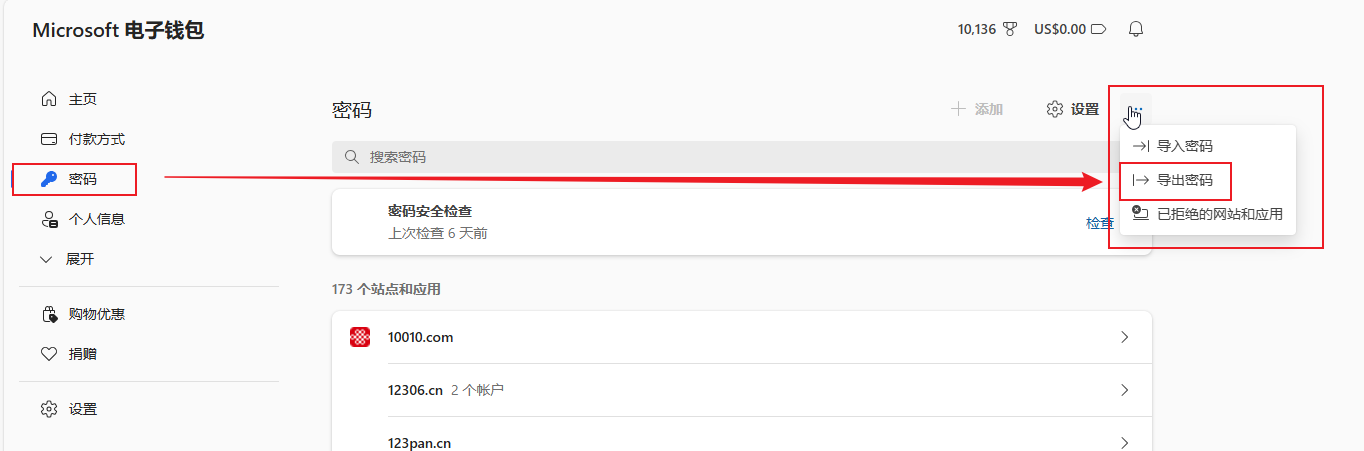 Microsoft 电子钱包
10,136 US$0.00
主页
付款方式
密码
个人信息
展开
购物优惠
捐赠
设置
密码
添加 设置
搜索密码
导入密码
导出密码
已拒绝的网站和应用
密码安全检查
上次检查 6 天前
检查
173 个站点和应用
10010.com
12306.cn 2 个帐户
123pan.cn